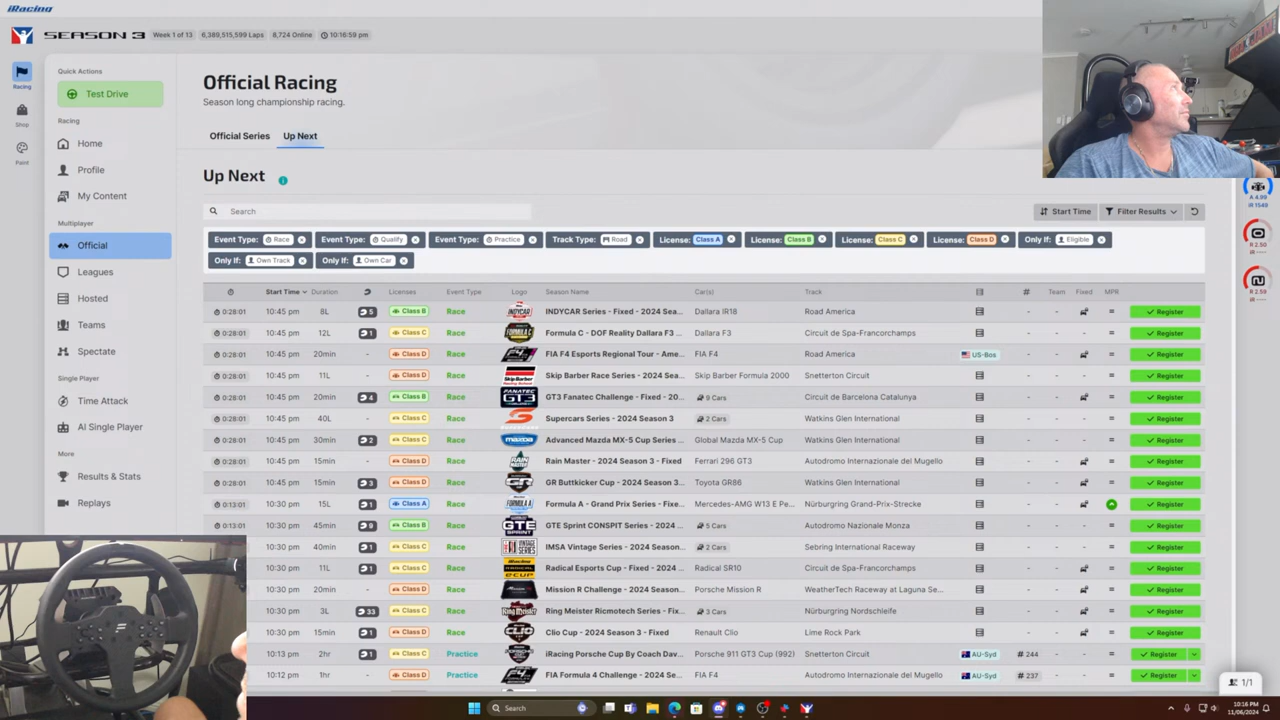 iRacing
SEASON 3 Week 1 of 13 6,389,515,599 Laps 8,724 Online 10:16:59 pm
Racing
Shop
Paint
Quick Actions
Test Drive
Racing
Home
Profile
My Content
Multiplayer
Official
Leagues
Hosted
Teams
Spectate
Single Player
Time Attack
AI Single Player
More
Results & Stats
Replays
Official Racing
Season long championship racing.
Official Series Up Next
Up Next
Search Start Time Filter Results
Event Type: Race Event Type: Qualify Event Type: Practice Track Type: Road License: Class A License: Class B License: Class C License: Class D Only If: Eligible
Only If: Own Track Only If: Own Car
Start Time Duration Licenses Event Type Logo Season Name Car(s) Track # Team Fixed MPR
0:28:01 10:45 pm 8L 5 Class B Race INDYCAR Series - Fixed - 2024 Sea... Dallara IR18 Road America - - = Register
0:28:01 10:45 pm 12L 1 Class C Race Formula C - DOF Reality Dallara F3 ... Dallara F3 Circuit de Spa-Francorchamps - - = Register
0:28:01 10:45 pm 20min - Class D Race FIA F4 Esports Regional Tour - Ame... FIA F4 Road America US-Bos - - = Register
0:28:01 10:45 pm 11L - Class D Race Skip Barber Race Series - 2024 Sea... Skip Barber Formula 2000 Snetterton Circuit - - = Register
0:28:01 10:45 pm 20min 4 Class B Race GT3 Fanatec Challenge - Fixed - 20... 9 Cars Circuit de Barcelona Catalunya - - = Register
0:28:01 10:45 pm 40L - Class C Race Supercars Series - 2024 Season 3 2 Cars Watkins Glen International - - - = Register
0:28:01 10:45 pm 30min 2 Class C Race Advanced Mazda MX-5 Cup Series ... Global Mazda MX-5 Cup Watkins Glen International - - = Register
0:28:01 10:45 pm 15min - Class D Race Rain Master - 2024 Season 3 - Fixed Ferrari 296 GT3 Autodromo Internazionale del Mugello - - = Register
0:28:01 10:45 pm 15min 3 Class D Race GR Buttkicker Cup - 2024 Season 3... Toyota GR86 Watkins Glen International - - = Register
0:13:01 10:30 pm 15L 1 Class A Race Formula A - Grand Prix Series - Fixed... Mercedes-AMG W13 E Pe... Nürburgring Grand-Prix-Strecke - - Register
0:13:01 10:30 pm 45min 9 Class B Race GTE Sprint CONSPIT Series - 2024 S... 5 Cars Autodromo Nazionale Monza - - - = Register
10:30 pm 40min 1 Class C Race IMSA Vintage Series - 2024 Season... 2 Cars Sebring International Raceway - - - = Register
10:30 pm 11L 1 Class C Race Radical Esports Cup - Fixed - 2024 ... Radical SR10 Circuit de Spa-Francorchamps - - = Register
10:30 pm 20min - Class D Race Mission R Challenge - 2024 Season... Porsche Mission R WeatherTech Raceway at Laguna Se... - - = Register
10:30 pm 3L 33 Class C Race Ring Meister Ricmotech Series - Fix... 3 Cars Nürburgring Nordschleife - - = Register
10:30 pm 15min 1 Class D Race Clio Cup - 2024 Season 3 - Fixed Renault Clio Lime Rock Park - - = Register
10:13 pm 2hr 1 Class C Practice iRacing Porsche Cup By Coach Dav... Porsche 911 GT3 Cup (992) Snetterton Circuit AU-Syd # 244 - - = Register
10:12 pm 1hr - Class D Practice FIA Formula 4 Challenge - 2024 Se... FIA F4 Autodromo Internazionale del Mugello AU-Syd # 237 - = Register
A 4.99
iR 1549
R 2.50
R 2.59
1/1
Search
10:16 PM
11/06/2024